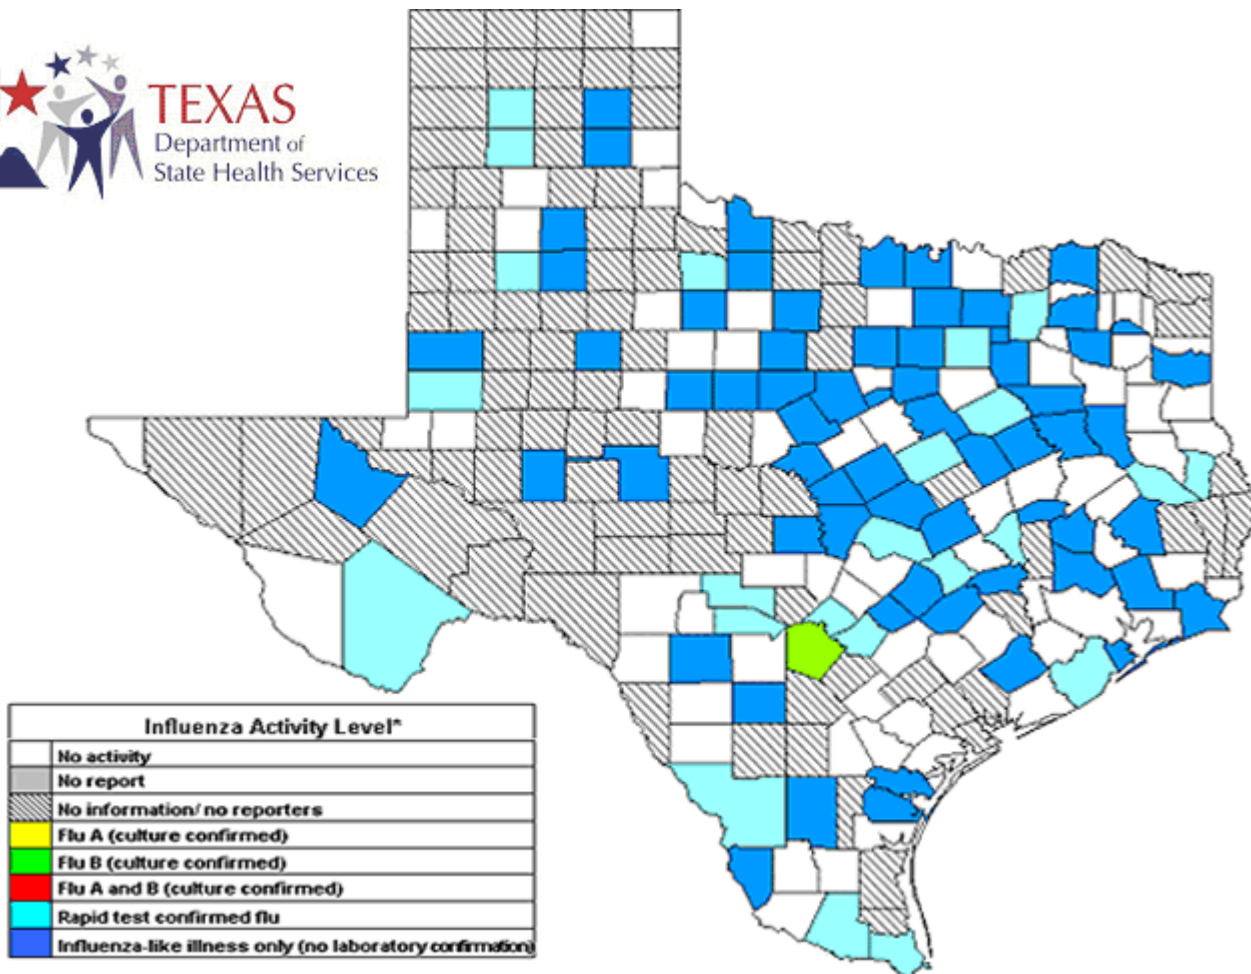 TEXAS
Department of
State Health Services
Influenza Activity Level*
No activity
No report
No information/ no reporters
Flu A (culture confirmed)
Flu B (culture confirmed)
Flu A and B (culture confirmed)
Rapid test confirmed flu
Influenza-like illness only (no laboratory confirmation)